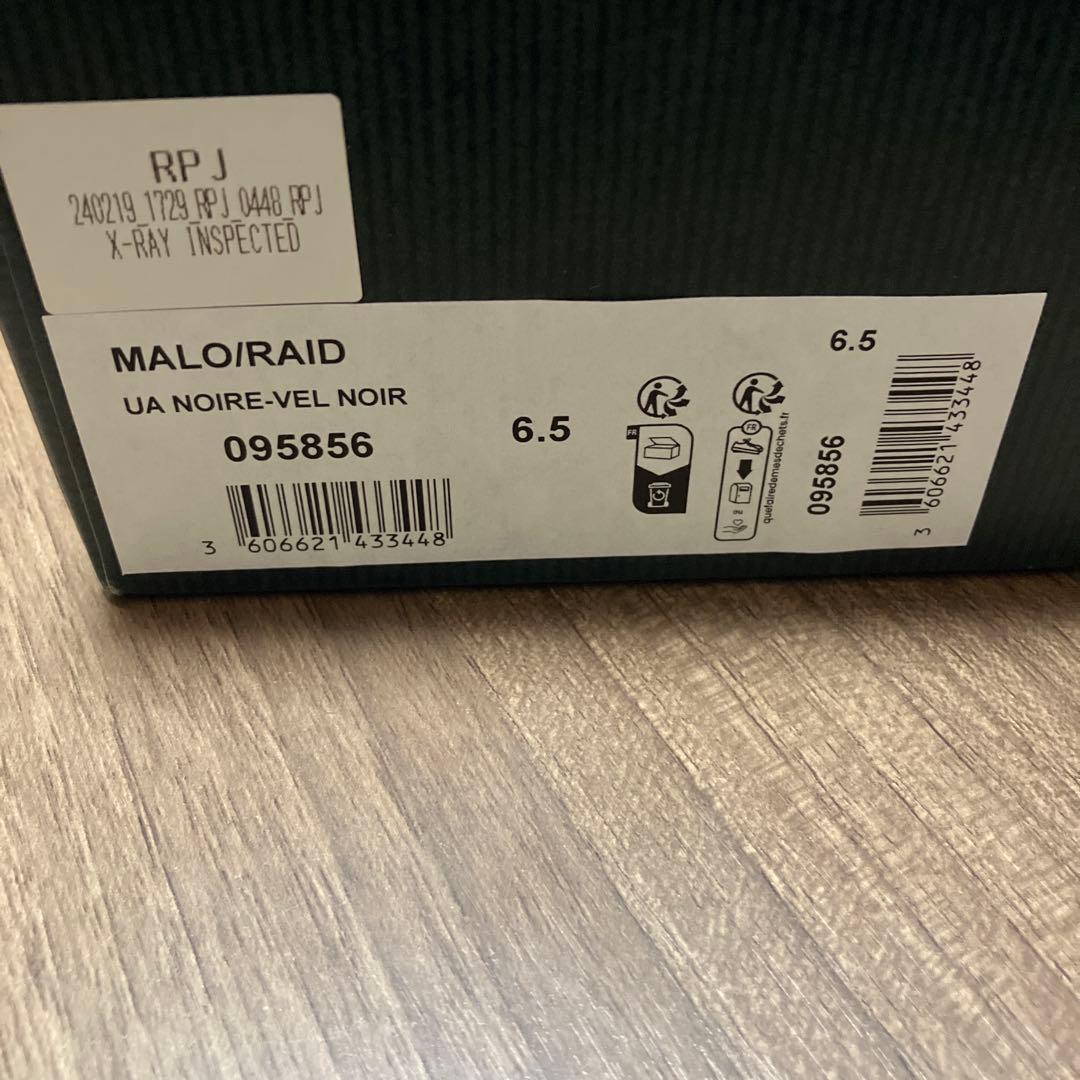 RPJ
240219_1729_RPJ_0448_RPJ
X-RAY INSPECTED
MALO/RAID
UA NOIRE-VEL NOIR
095856
6.5
3 606621 433448
FR
FR
quefairedemesdechets.fr
6.5
095856
3 606621 433448